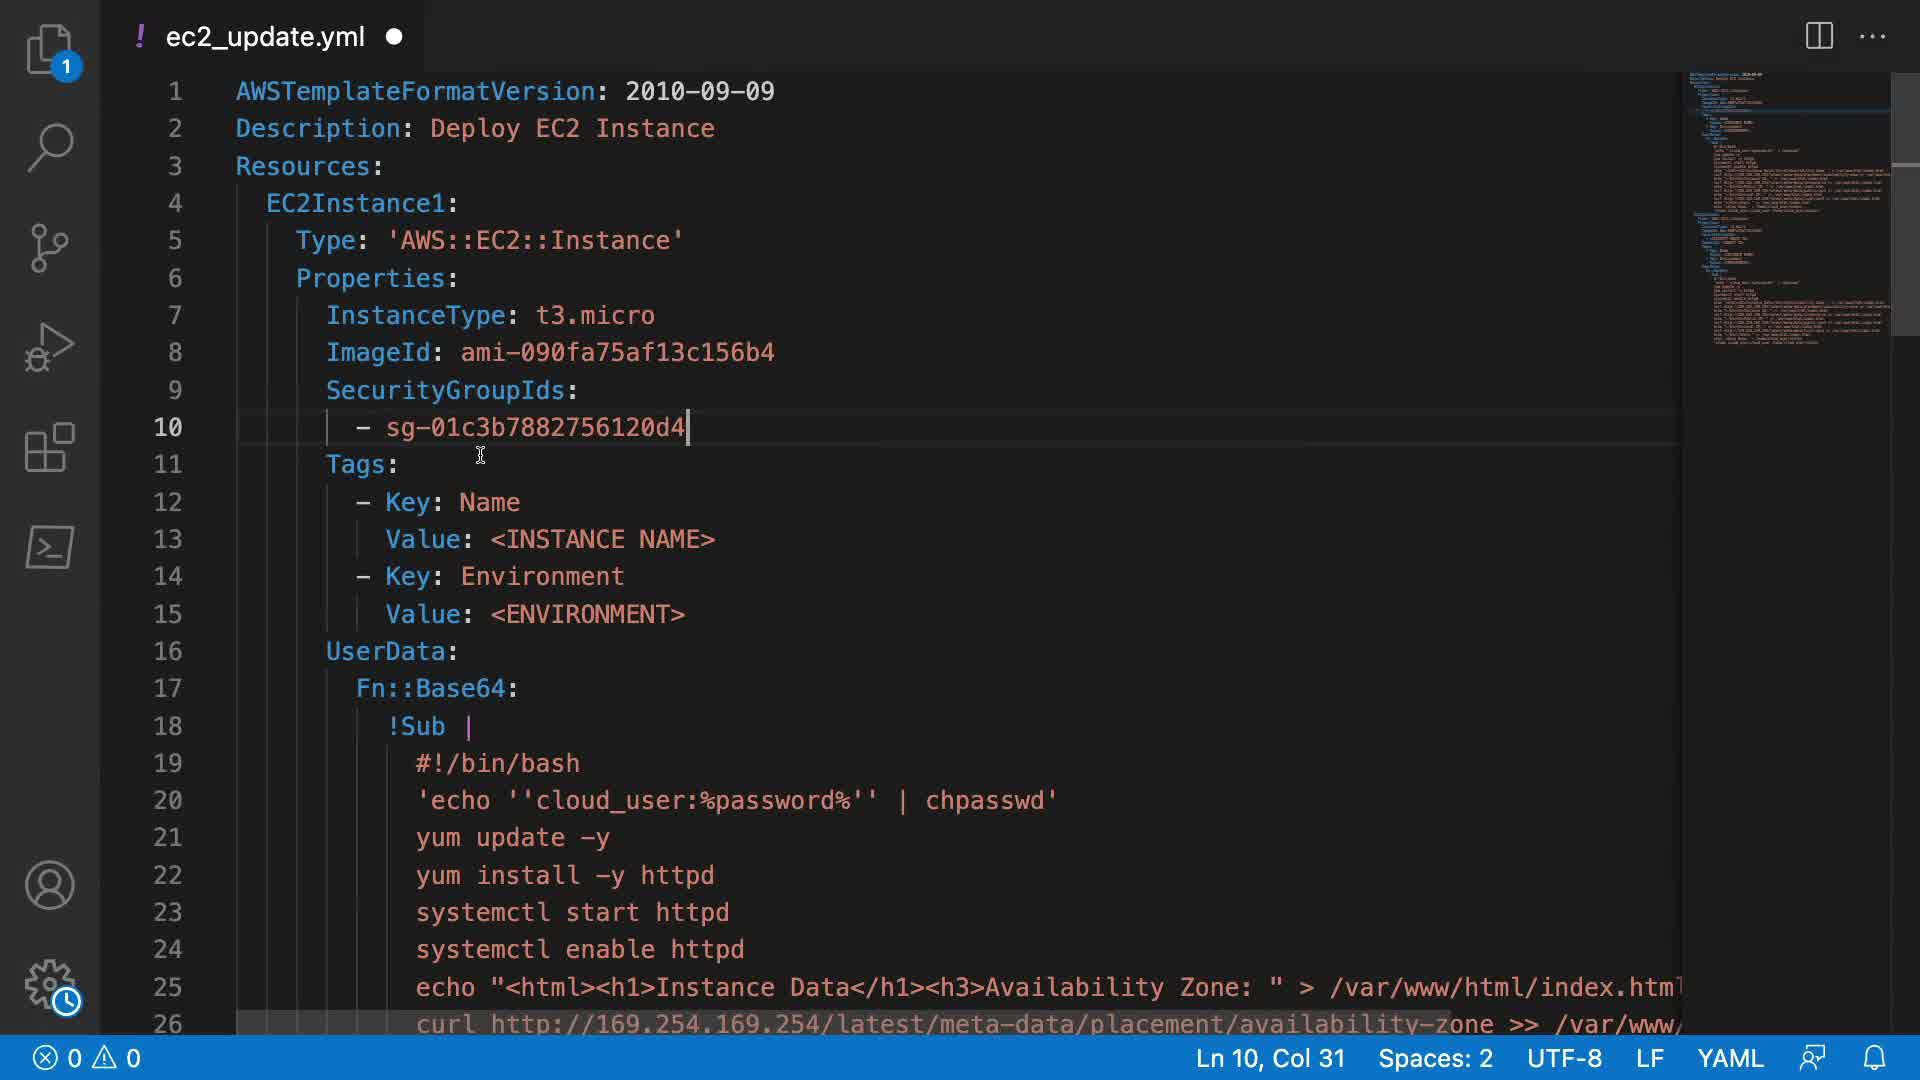 ec2_update.yml
1
1 AWSTemplateFormatVersion: 2010-09-09
2 Description: Deploy EC2 Instance
3 Resources:
4 EC2Instance1:
5 Type: 'AWS::EC2::Instance'
6 Properties:
7 InstanceType: t3.micro
8 ImageId: ami-090fa75af13c156b4
9 SecurityGroupIds:
10 - sg-01c3b7882756120d4
11 Tags:
12 - Key: Name
13 Value: <INSTANCE NAME>
14 - Key: Environment
15 Value: <ENVIRONMENT>
16 UserData:
17 Fn::Base64:
18 !Sub |
19 #!/bin/bash
20 'echo ''cloud_user:%password%'' | chpasswd'
21 yum update -y
22 yum install -y httpd
23 systemctl start httpd
24 systemctl enable httpd
25 echo "<html><h1>Instance Data</h1><h3>Availability Zone: " > /var/www/html/index.html
26 curl http://169.254.169.254/latest/meta-data/placement/availability-zone >> /var/www/
0 0 Ln 10, Col 31 Spaces: 2 UTF-8 LF YAML